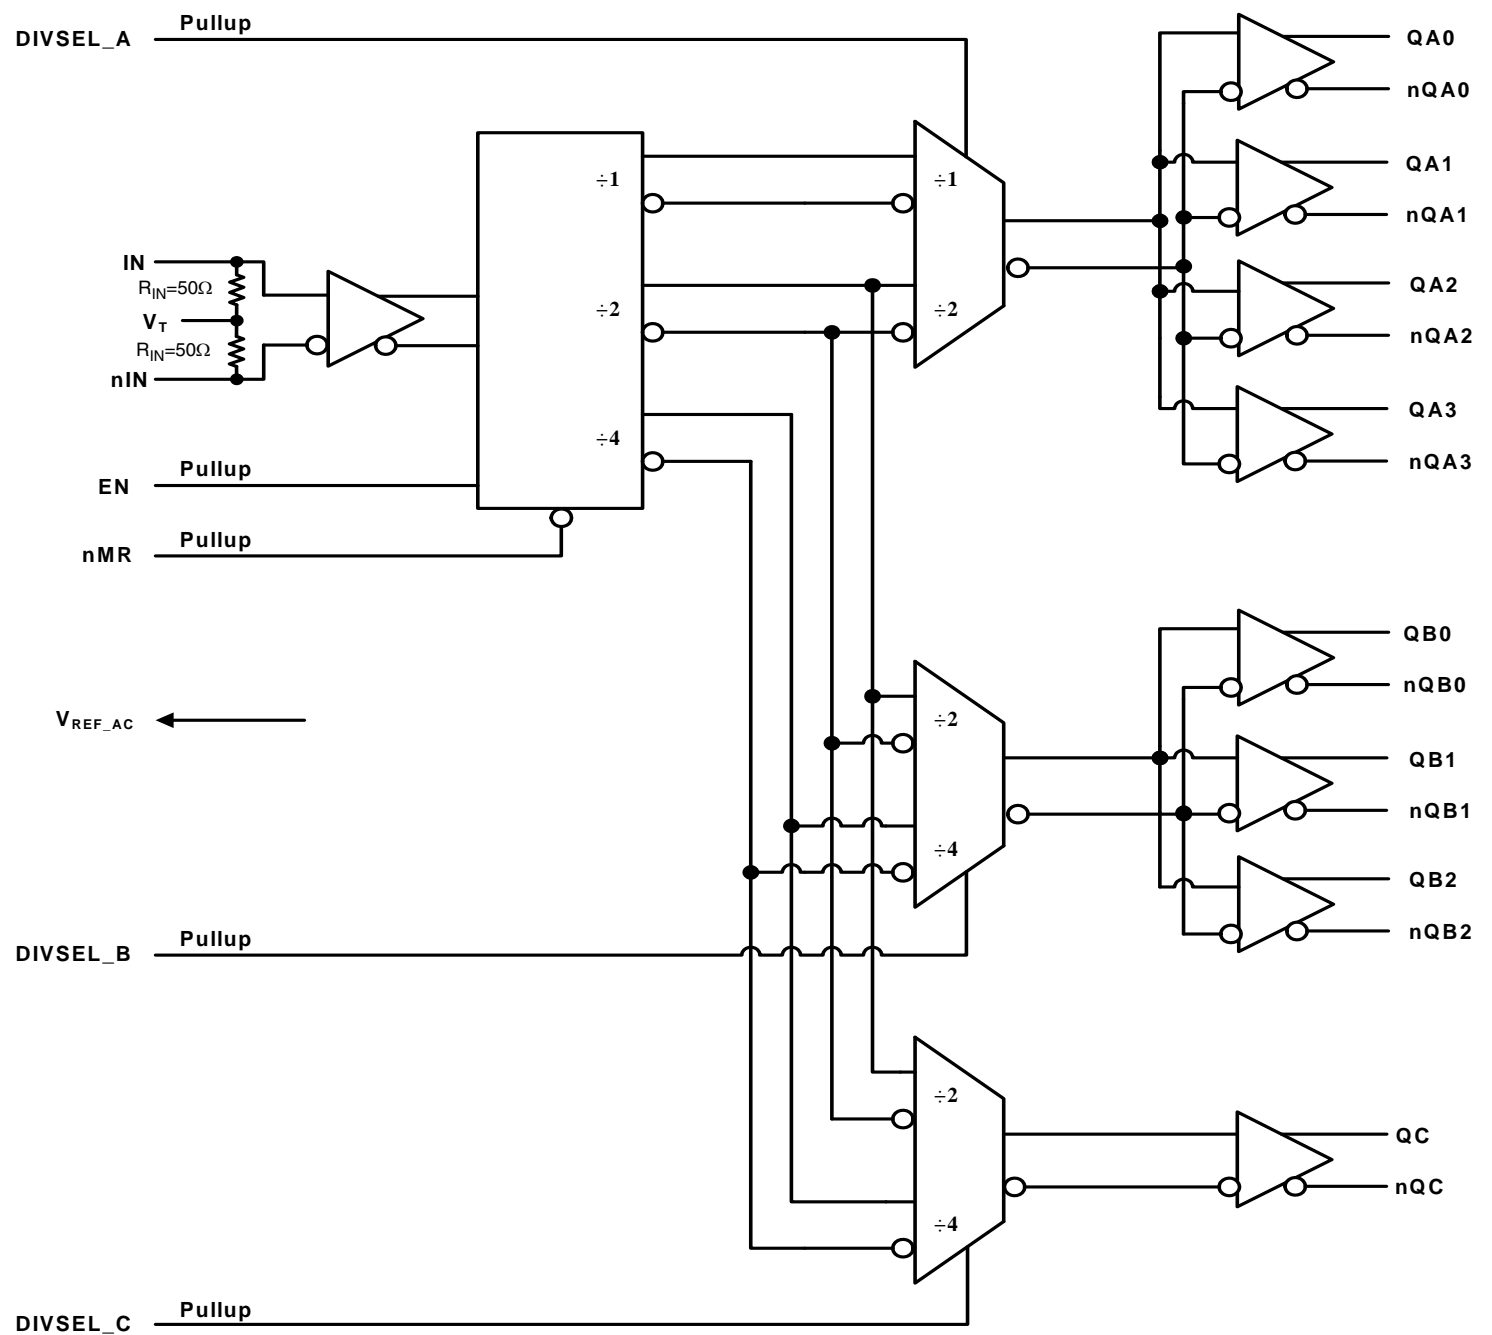 Pullup
DIVSEL_A
QA0
nQA0
÷1
÷1
QA1
nQA1
IN
RIN=50Ω
VT
RIN=50Ω
nIN
÷2
÷2
QA2
nQA2
÷4
QA3
nQA3
Pullup
EN
Pullup
nMR
QB0
nQB0
VREF_AC
÷2
QB1
nQB1
÷4
QB2
nQB2
Pullup
DIVSEL_B
÷2
QC
nQC
÷4
Pullup
DIVSEL_C